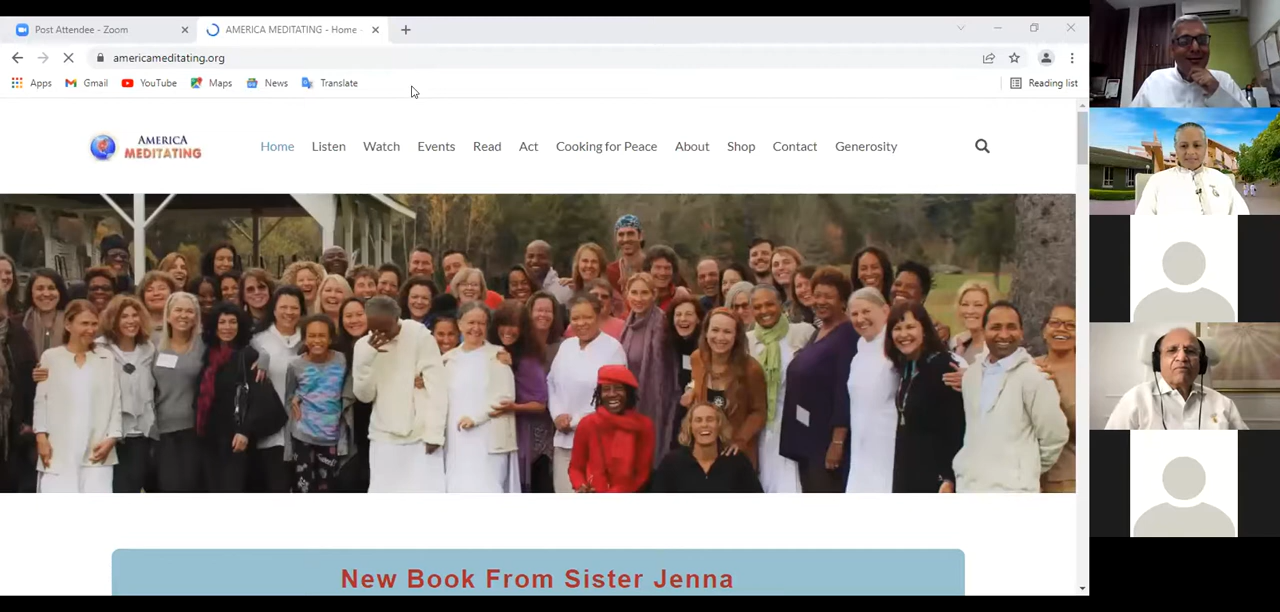 Post Attendee - Zoom
AMERICA MEDITATING - Home -
americameditating.org
Apps Gmail YouTube Maps News Translate Reading list
AMERICA
MEDITATING
Home Listen Watch Events Read Act Cooking for Peace About Shop Contact Generosity
New Book From Sister Jenna